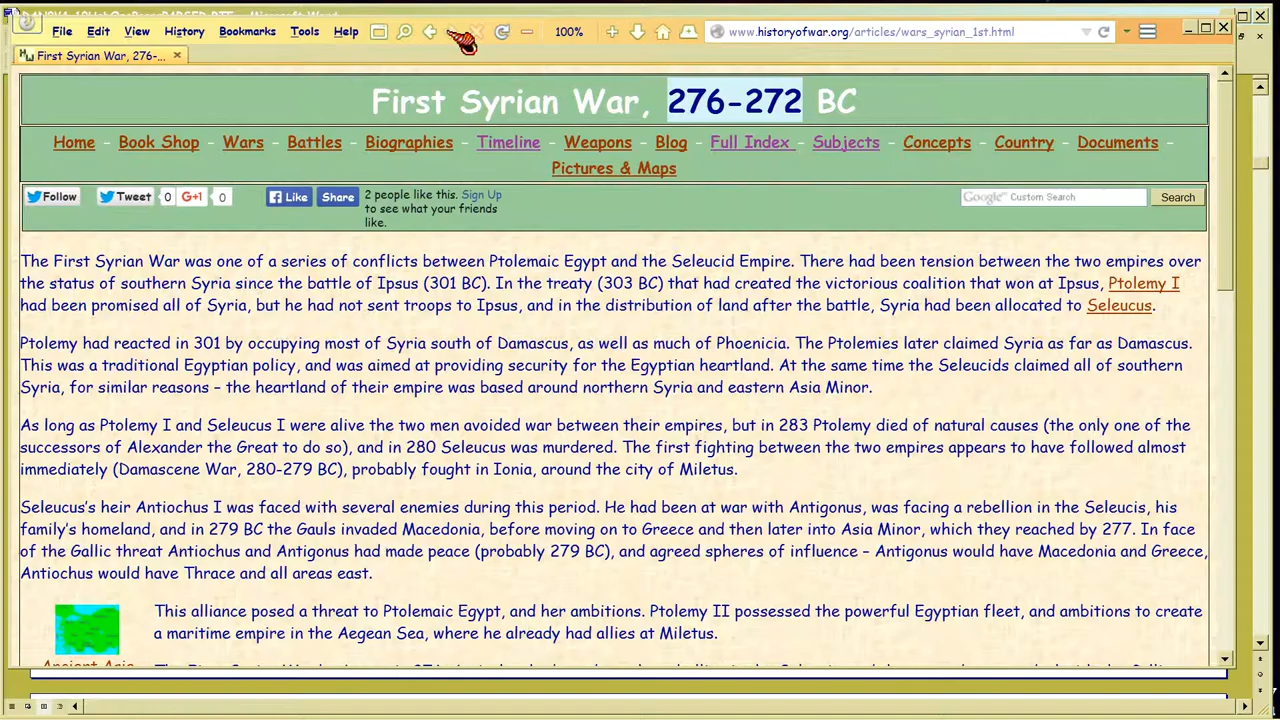 File Edit View History Bookmarks Tools Help 100% www.historyofwar.org/articles/wars_syrian_1st.html
First Syrian War, 276-...
First Syrian War, 276-272 BC
Home - Book Shop - Wars - Battles - Biographies - Timeline - Weapons - Blog - Full Index - Subjects - Concepts - Country - Documents -
Pictures & Maps
Follow Tweet 0 G+1 0 Like Share 2 people like this. Sign Up
to see what your friends
like.
Google Custom Search Search
The First Syrian War was one of a series of conflicts between Ptolemaic Egypt and the Seleucid Empire. There had been tension between the two empires over
the status of southern Syria since the battle of Ipsus (301 BC). In the treaty (303 BC) that had created the victorious coalition that won at Ipsus, Ptolemy I
had been promised all of Syria, but he had not sent troops to Ipsus, and in the distribution of land after the battle, Syria had been allocated to Seleucus.
Ptolemy had reacted in 301 by occupying most of Syria south of Damascus, as well as much of Phoenicia. The Ptolemies later claimed Syria as far as Damascus.
This was a traditional Egyptian policy, and was aimed at providing security for the Egyptian heartland. At the same time the Seleucids claimed all of southern
Syria, for similar reasons – the heartland of their empire was based around northern Syria and eastern Asia Minor.
As long as Ptolemy I and Seleucus I were alive the two men avoided war between their empires, but in 283 Ptolemy died of natural causes (the only one of the
successors of Alexander the Great to do so), and in 280 Seleucus was murdered. The first fighting between the two empires appears to have followed almost
immediately (Damascene War, 280-279 BC), probably fought in Ionia, around the city of Miletus.
Seleucus's heir Antiochus I was faced with several enemies during this period. He had been at war with Antigonus, was facing a rebellion in the Seleucis, his
family's homeland, and in 279 BC the Gauls invaded Macedonia, before moving on to Greece and then later into Asia Minor, which they reached by 277. In face
of the Gallic threat Antiochus and Antigonus had made peace (probably 279 BC), and agreed spheres of influence – Antigonus would have Macedonia and Greece,
Antiochus would have Thrace and all areas east.
This alliance posed a threat to Ptolemaic Egypt, and her ambitions. Ptolemy II possessed the powerful Egyptian fleet, and ambitions to create
a maritime empire in the Aegean Sea, where he already had allies at Miletus.
Ancient Asia